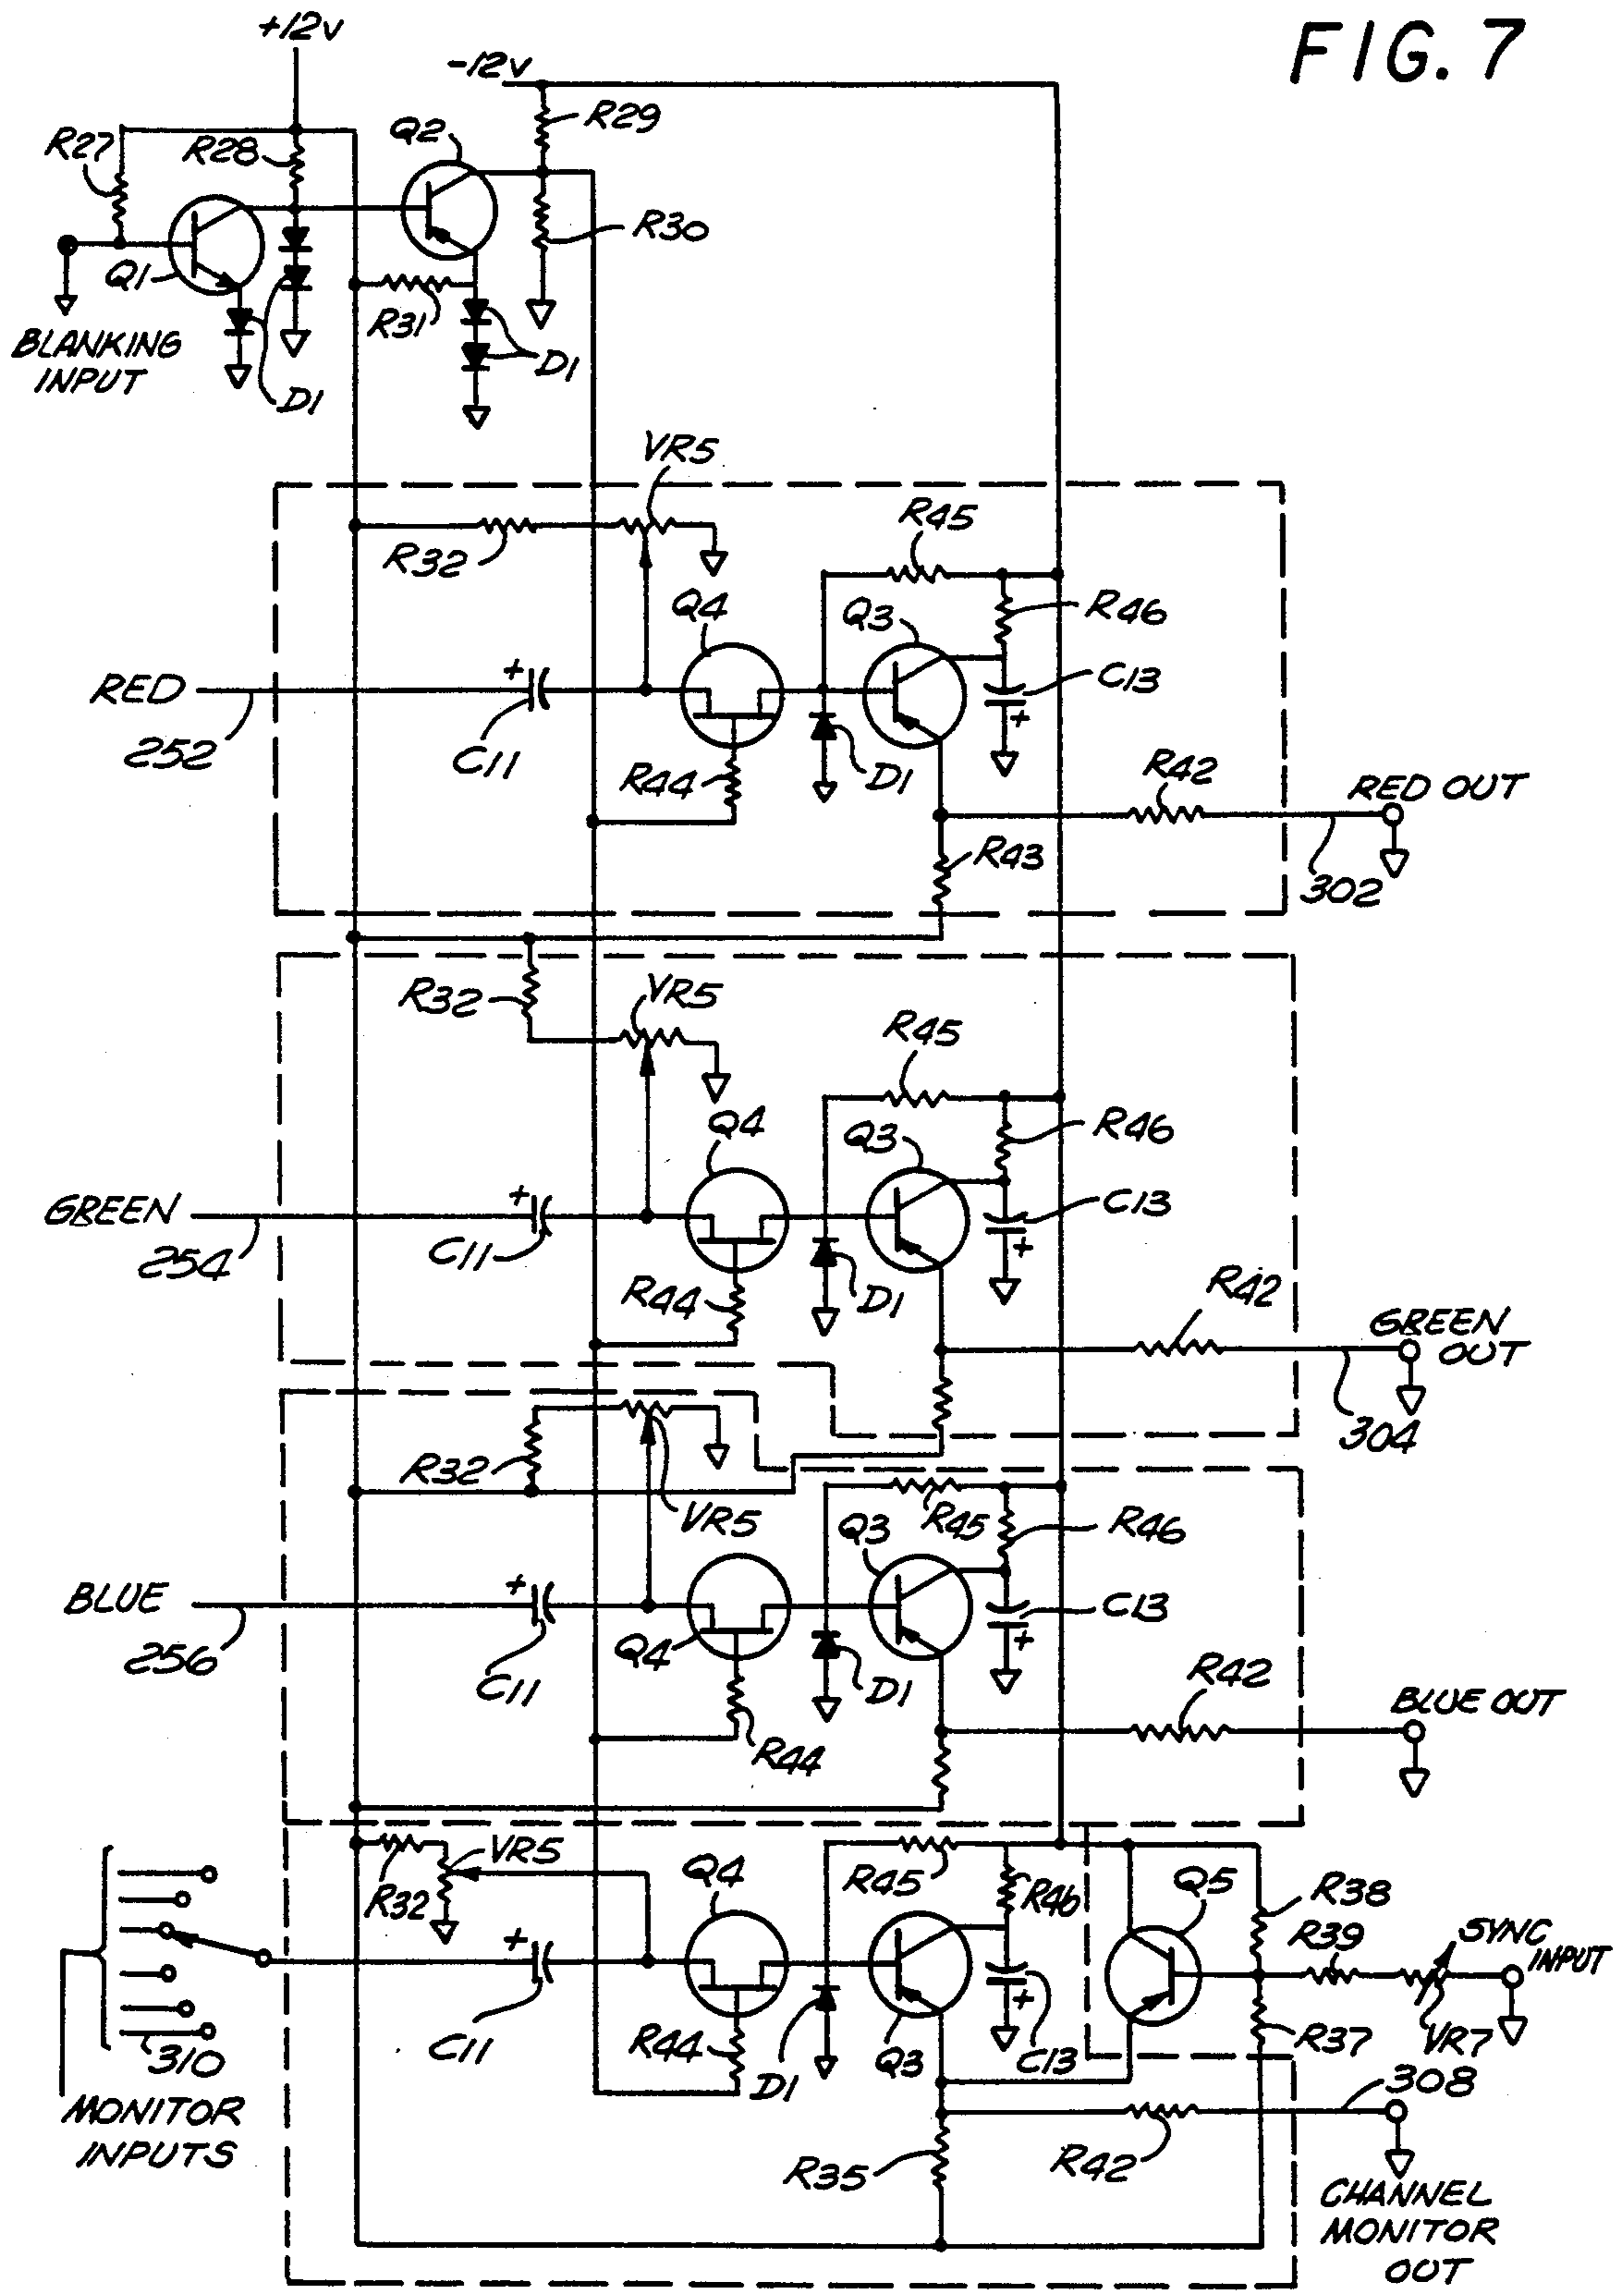 FIG. 7
+12v
-12v
R27
R28
Q2
R29
R30
Q1
R31
D1
D1
BLANKING
INPUT
VR5
R32
R45
Q4
Q3
R46
RED
252
+
C11
C13
+
R44
D1
R42
RED OUT
R43
302
R32
VR5
R45
Q4
Q3
R46
GREEN
254
+
C11
C13
+
R44
D1
R42
GREEN
OUT
304
R32
VR5
R45
Q3
R46
BLUE
256
+
C11
Q4
C13
+
D1
R44
R42
BLUE OUT
R32
VR5
Q4
R45
R46
Q5
R38
R39
SYNC
INPUT
+
C11
R44
D1
Q3
+
C13
R37
VR7
310
MONITOR
INPUTS
308
R35
R42
CHANNEL
MONITOR
OUT